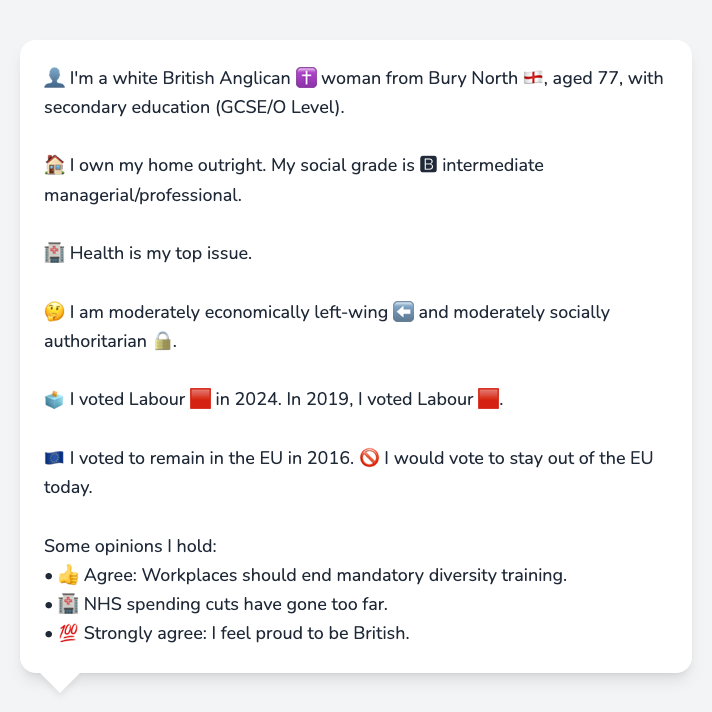 👤 I'm a white British Anglican ✝️ woman from Bury North 🏴󠁧󠁢󠁥󠁮󠁧󠁿, aged 77, with
secondary education (GCSE/O Level).
🏠 I own my home outright. My social grade is 🅱 intermediate
managerial/professional.
🏥 Health is my top issue.
🤔 I am moderately economically left-wing ⬅️ and moderately socially
authoritarian 🔒.
🗳️ I voted Labour 🟥 in 2024. In 2019, I voted Labour 🟥.
🇪🇺 I voted to remain in the EU in 2016. 🚫 I would vote to stay out of the EU
today.
Some opinions I hold:
• 👍 Agree: Workplaces should end mandatory diversity training.
• 🏥 NHS spending cuts have gone too far.
• 💯 Strongly agree: I feel proud to be British.